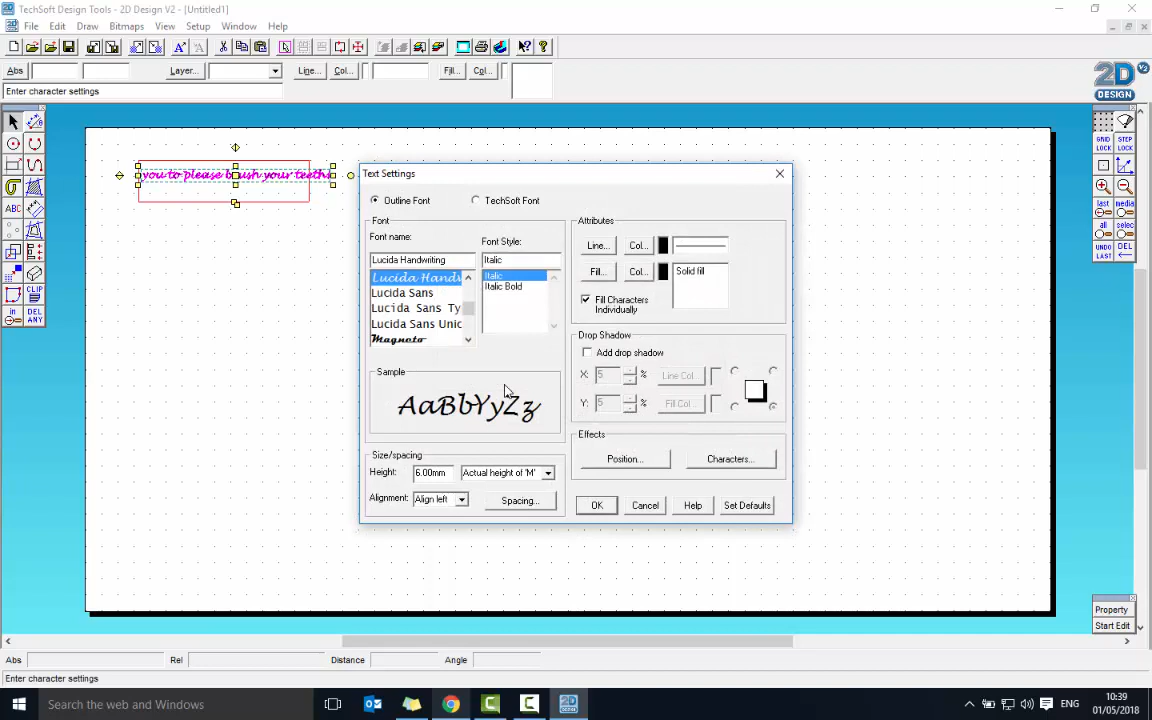 TechSoft Design Tools - 2D Design V2 - [Untitled1]
File Edit Draw Bitmaps View Setup Window Help
Abs Layer... Line... Col... Fill... Col...
2D DESIGN V2
Enter character settings
you to please brush your teeths
Text Settings
Outline Font TechSoft Font
Font
Font name: Font Style:
Lucida Handwriting Italic
Lucida Handw Italic
Lucida Sans Italic Bold
Lucida Sans Ty
Lucida Sans Unic
Magneto
Sample
AaBbYyZz
Size/spacing
Height: 6.00mm Actual height of 'M'
Alignment: Align left Spacing...
Attributes
Line... Col...
Fill... Col... Solid fill
Fill Characters
Individually
Drop Shadow
Add drop shadow
X: 5 % Line Col
Y: 5 % Fill Col
Effects
Position... Characters...
OK Cancel Help Set Defaults
ABC
in
CLIP
DEL
ANY
GRID
LOCK
STEP
LOCK
last
media
all
selec
UNDO
LAST
DEL
Property
Start Edit
Abs Rel Distance Angle
Enter character settings
Search the web and Windows
2D DESIGN
ENG
10:39
01/05/2018